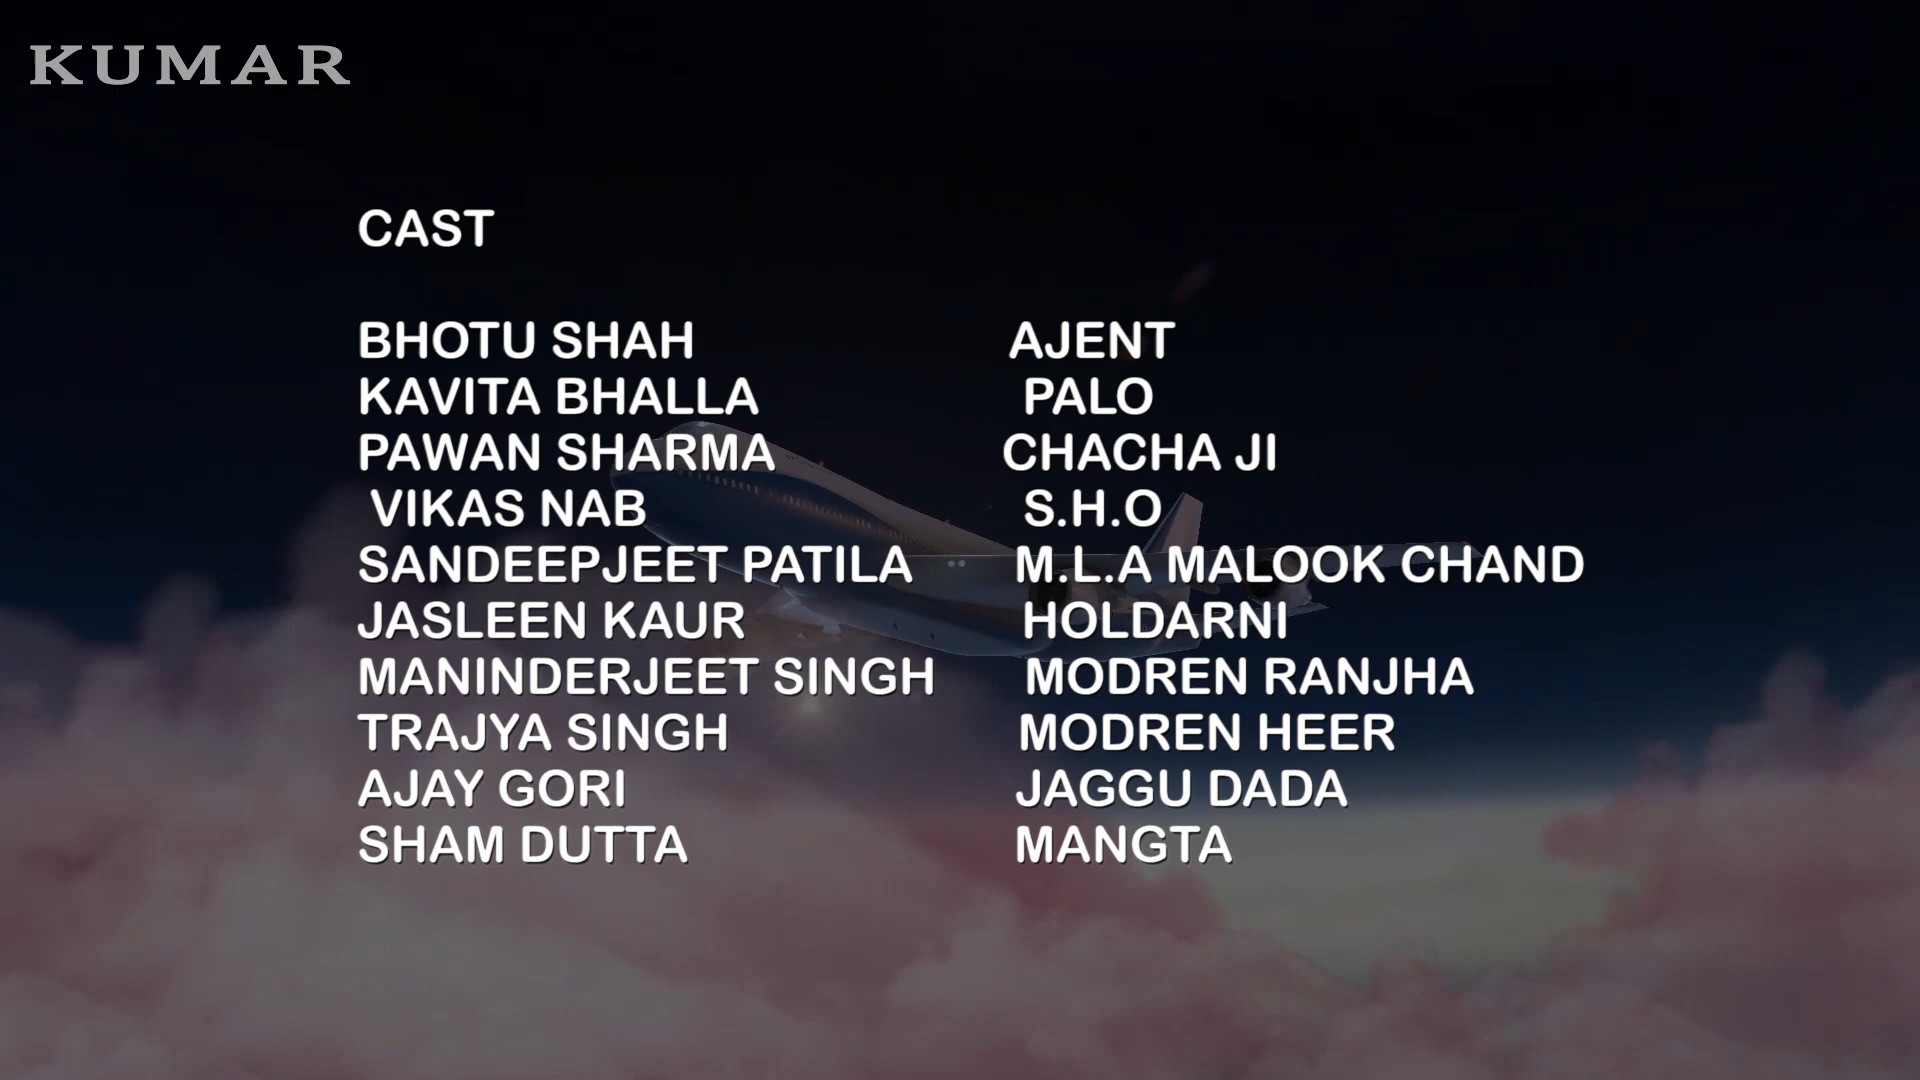 KUMAR
CAST
BHOTU SHAH AJENT
KAVITA BHALLA PALO
PAWAN SHARMA CHACHA JI
VIKAS NAB S.H.O
SANDEEPJEET PATILA M.L.A MALOOK CHAND
JASLEEN KAUR HOLDARNI
MANINDERJEET SINGH MODREN RANJHA
TRAJYA SINGH MODREN HEER
AJAY GORI JAGGU DADA
SHAM DUTTA MANGTA